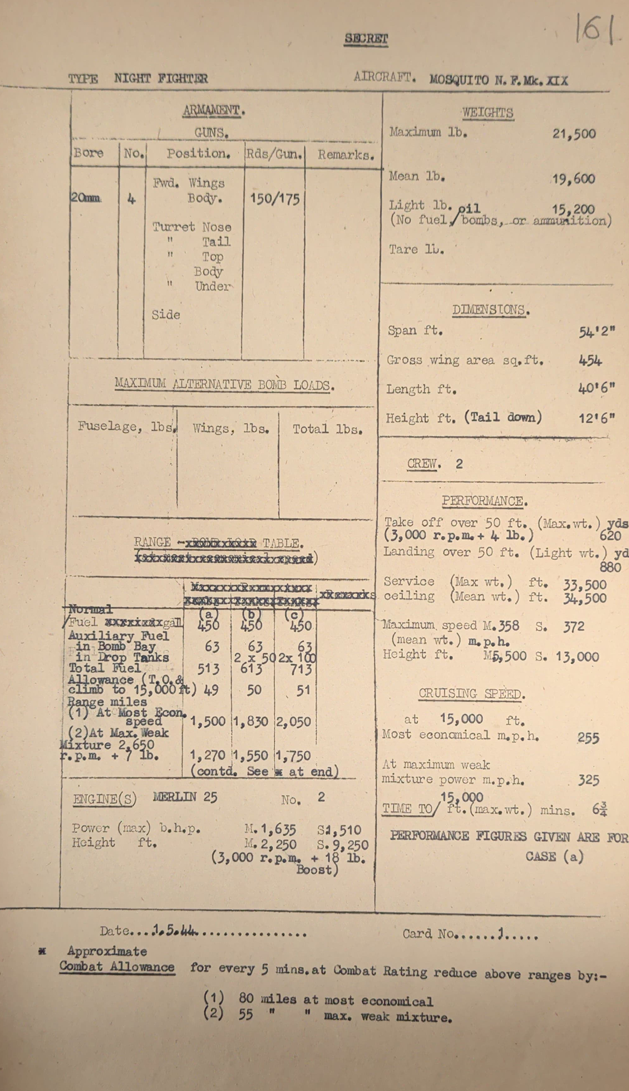 161
SECRET
TYPE NIGHT FIGHTER
AIRCRAFT. MOSQUITO N.F.Mk.XIX
ARMAMENT.
GUNS.
Bore No. Position. Rds/Gun. Remarks.
Fwd. Wings
20mm 4 Body. 150/175
Turret Nose
" Tail
" Top
Body
" Under
Side
MAXIMUM ALTERNATIVE BOMB LOADS.
Fuselage, lbs. Wings, lbs. Total lbs.
RANGE TABLE.
Normal (a) (b) (c)
Fuel gall 450 450 450
Auxiliary Fuel
in Bomb Bay 63 63 63
in Drop Tanks 2 x 50 2x 100
Total Fuel 513 613 713
Allowance (T.O.&
climb to 15,000 ft) 49 50 51
Range miles
(1) At Most Econ.
speed 1,500 1,830 2,050
(2) At Max. Weak
Mixture 2,650
r.p.m. + 7 lb. 1,270 1,550 1,750
(contd. See * at end)
ENGINE(S) MERLIN 25 No. 2
Power (max) b.h.p. M.1,635 S1,510
Height ft. M.2,250 S.9,250
(3,000 r.p.m. + 18 lb.
Boost)
WEIGHTS
Maximum lb. 21,500
Mean lb. 19,600
Light lb. 15,200
(No fuel/oil bombs, or ammunition)
Tare lb.
DIMENSIONS.
Span ft. 54'2"
Gross wing area sq.ft. 454
Length ft. 40'6"
Height ft. (Tail down) 12'6"
CREW. 2
PERFORMANCE.
Take off over 50 ft. (Max.wt.) yds
(3,000 r.p.m.+ 4 lb.) 620
Landing over 50 ft. (Light wt.) yd
880
Service (Max wt.) ft. 33,500
ceiling (Mean wt.) ft. 34,500
Maximum speed M.358 S. 372
(mean wt.) m.p.h.
Height ft. M5,500 S. 13,000
CRUISING SPEED.
at 15,000 ft.
Most economical m.p.h. 255
At maximum weak
mixture power m.p.h. 325
15,000
TIME TO/ ft.(max.wt.) mins. 6¾
PERFORMANCE FIGURES GIVEN ARE FOR
CASE (a)
Date...1.5.44................
Card No......1.....
* Approximate
Combat Allowance for every 5 mins.at Combat Rating reduce above ranges by:-
(1) 80 miles at most economical
(2) 55 " " max. weak mixture.